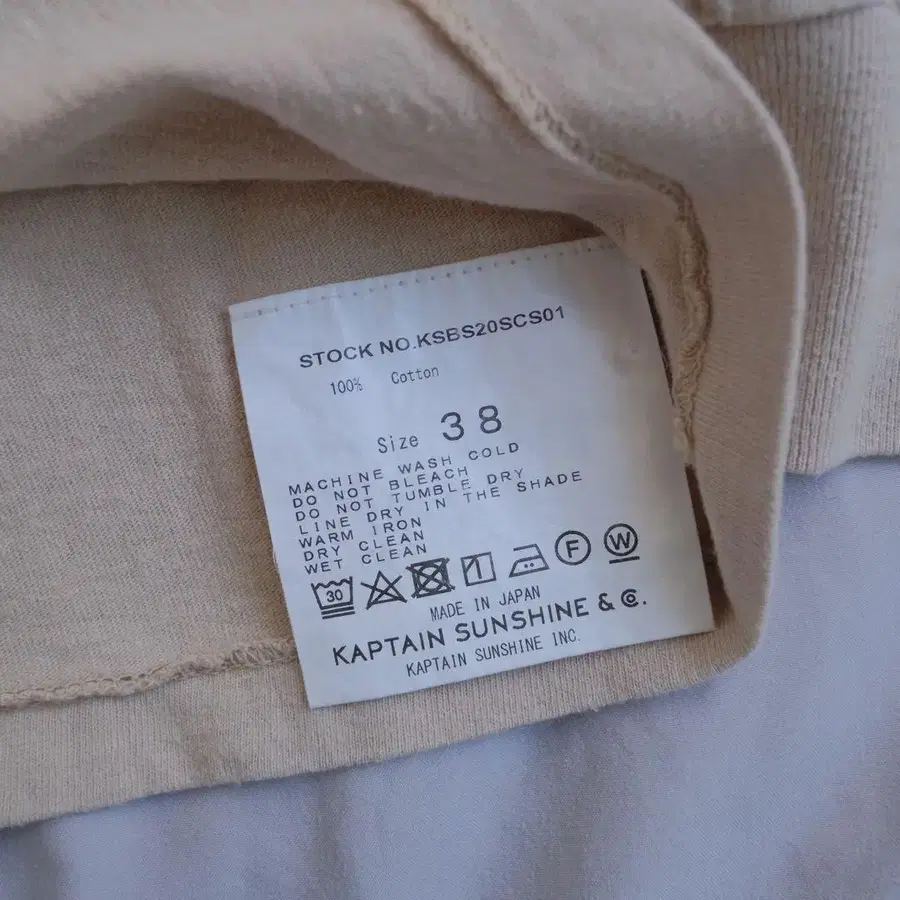 STOCK NO.KSBS20SCS01
100% Cotton
Size 38
MACHINE WASH COLD
DO NOT BLEACH
DO NOT TUMBLE DRY
LINE DRY IN THE SHADE
WARM IRON
DRY CLEAN
WET CLEAN
30 F W
MADE IN JAPAN
KAPTAIN SUNSHINE & Co.
KAPTAIN SUNSHINE INC.